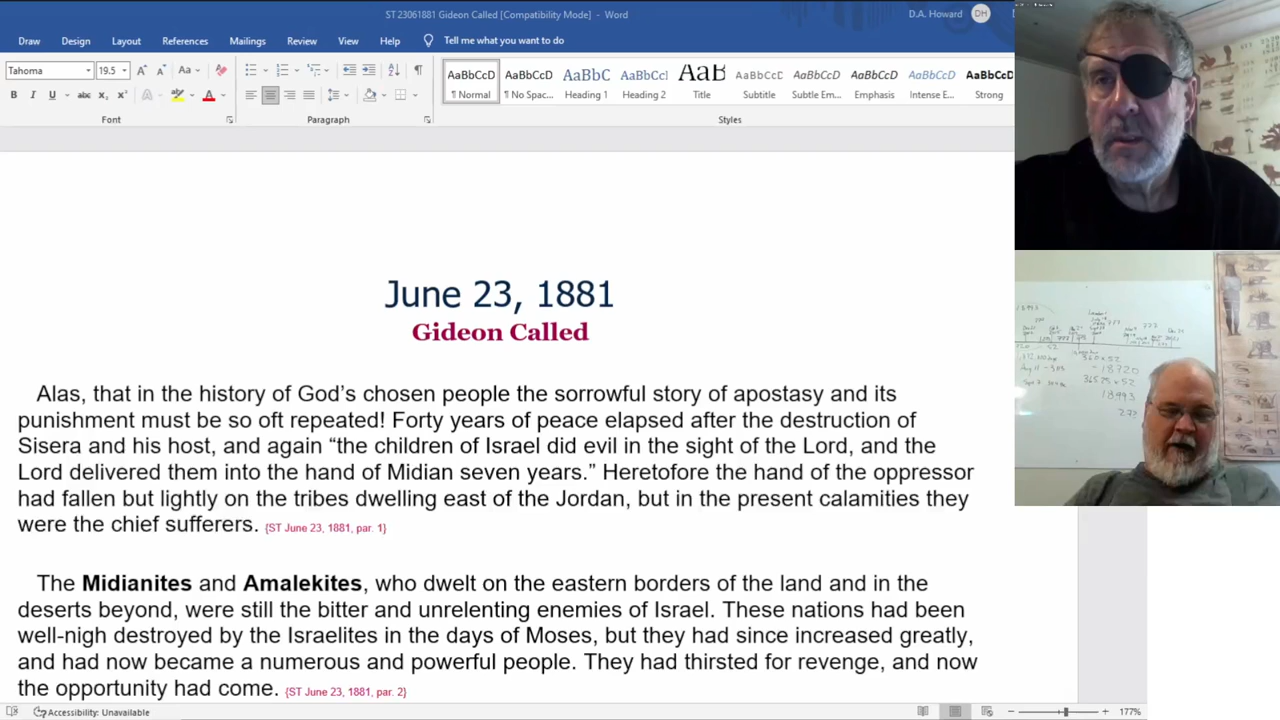 ST 23061881 Gideon Called [Compatibility Mode] - Word
D.A. Howard DH
Draw Design Layout References Mailings Review View Help Tell me what you want to do
Tahoma 19.5 Aa
AaBbCcD AaBbCcD AaBbC AaBbCcI AaB AaBbCcD AaBbCcD AaBbCcD AaBbCcD AaBbCcD
¶ Normal ¶ No Spac... Heading 1 Heading 2 Title Subtitle Subtle Em... Emphasis Intense E... Strong
Font Paragraph Styles
June 23, 1881
Gideon Called
Alas, that in the history of God’s chosen people the sorrowful story of apostasy and its
punishment must be so oft repeated! Forty years of peace elapsed after the destruction of
Sisera and his host, and again “the children of Israel did evil in the sight of the Lord, and the
Lord delivered them into the hand of Midian seven years.” Heretofore the hand of the oppressor
had fallen but lightly on the tribes dwelling east of the Jordan, but in the present calamities they
were the chief sufferers. {ST June 23, 1881, par. 1}
The Midianites and Amalekites, who dwelt on the eastern borders of the land and in the
deserts beyond, were still the bitter and unrelenting enemies of Israel. These nations had been
well-nigh destroyed by the Israelites in the days of Moses, but they had since increased greatly,
and had now became a numerous and powerful people. They had thirsted for revenge, and now
the opportunity had come. {ST June 23, 1881, par. 2}
360 x 52
18720
365.25 x 52
18993
273
Accessibility: Unavailable
177%